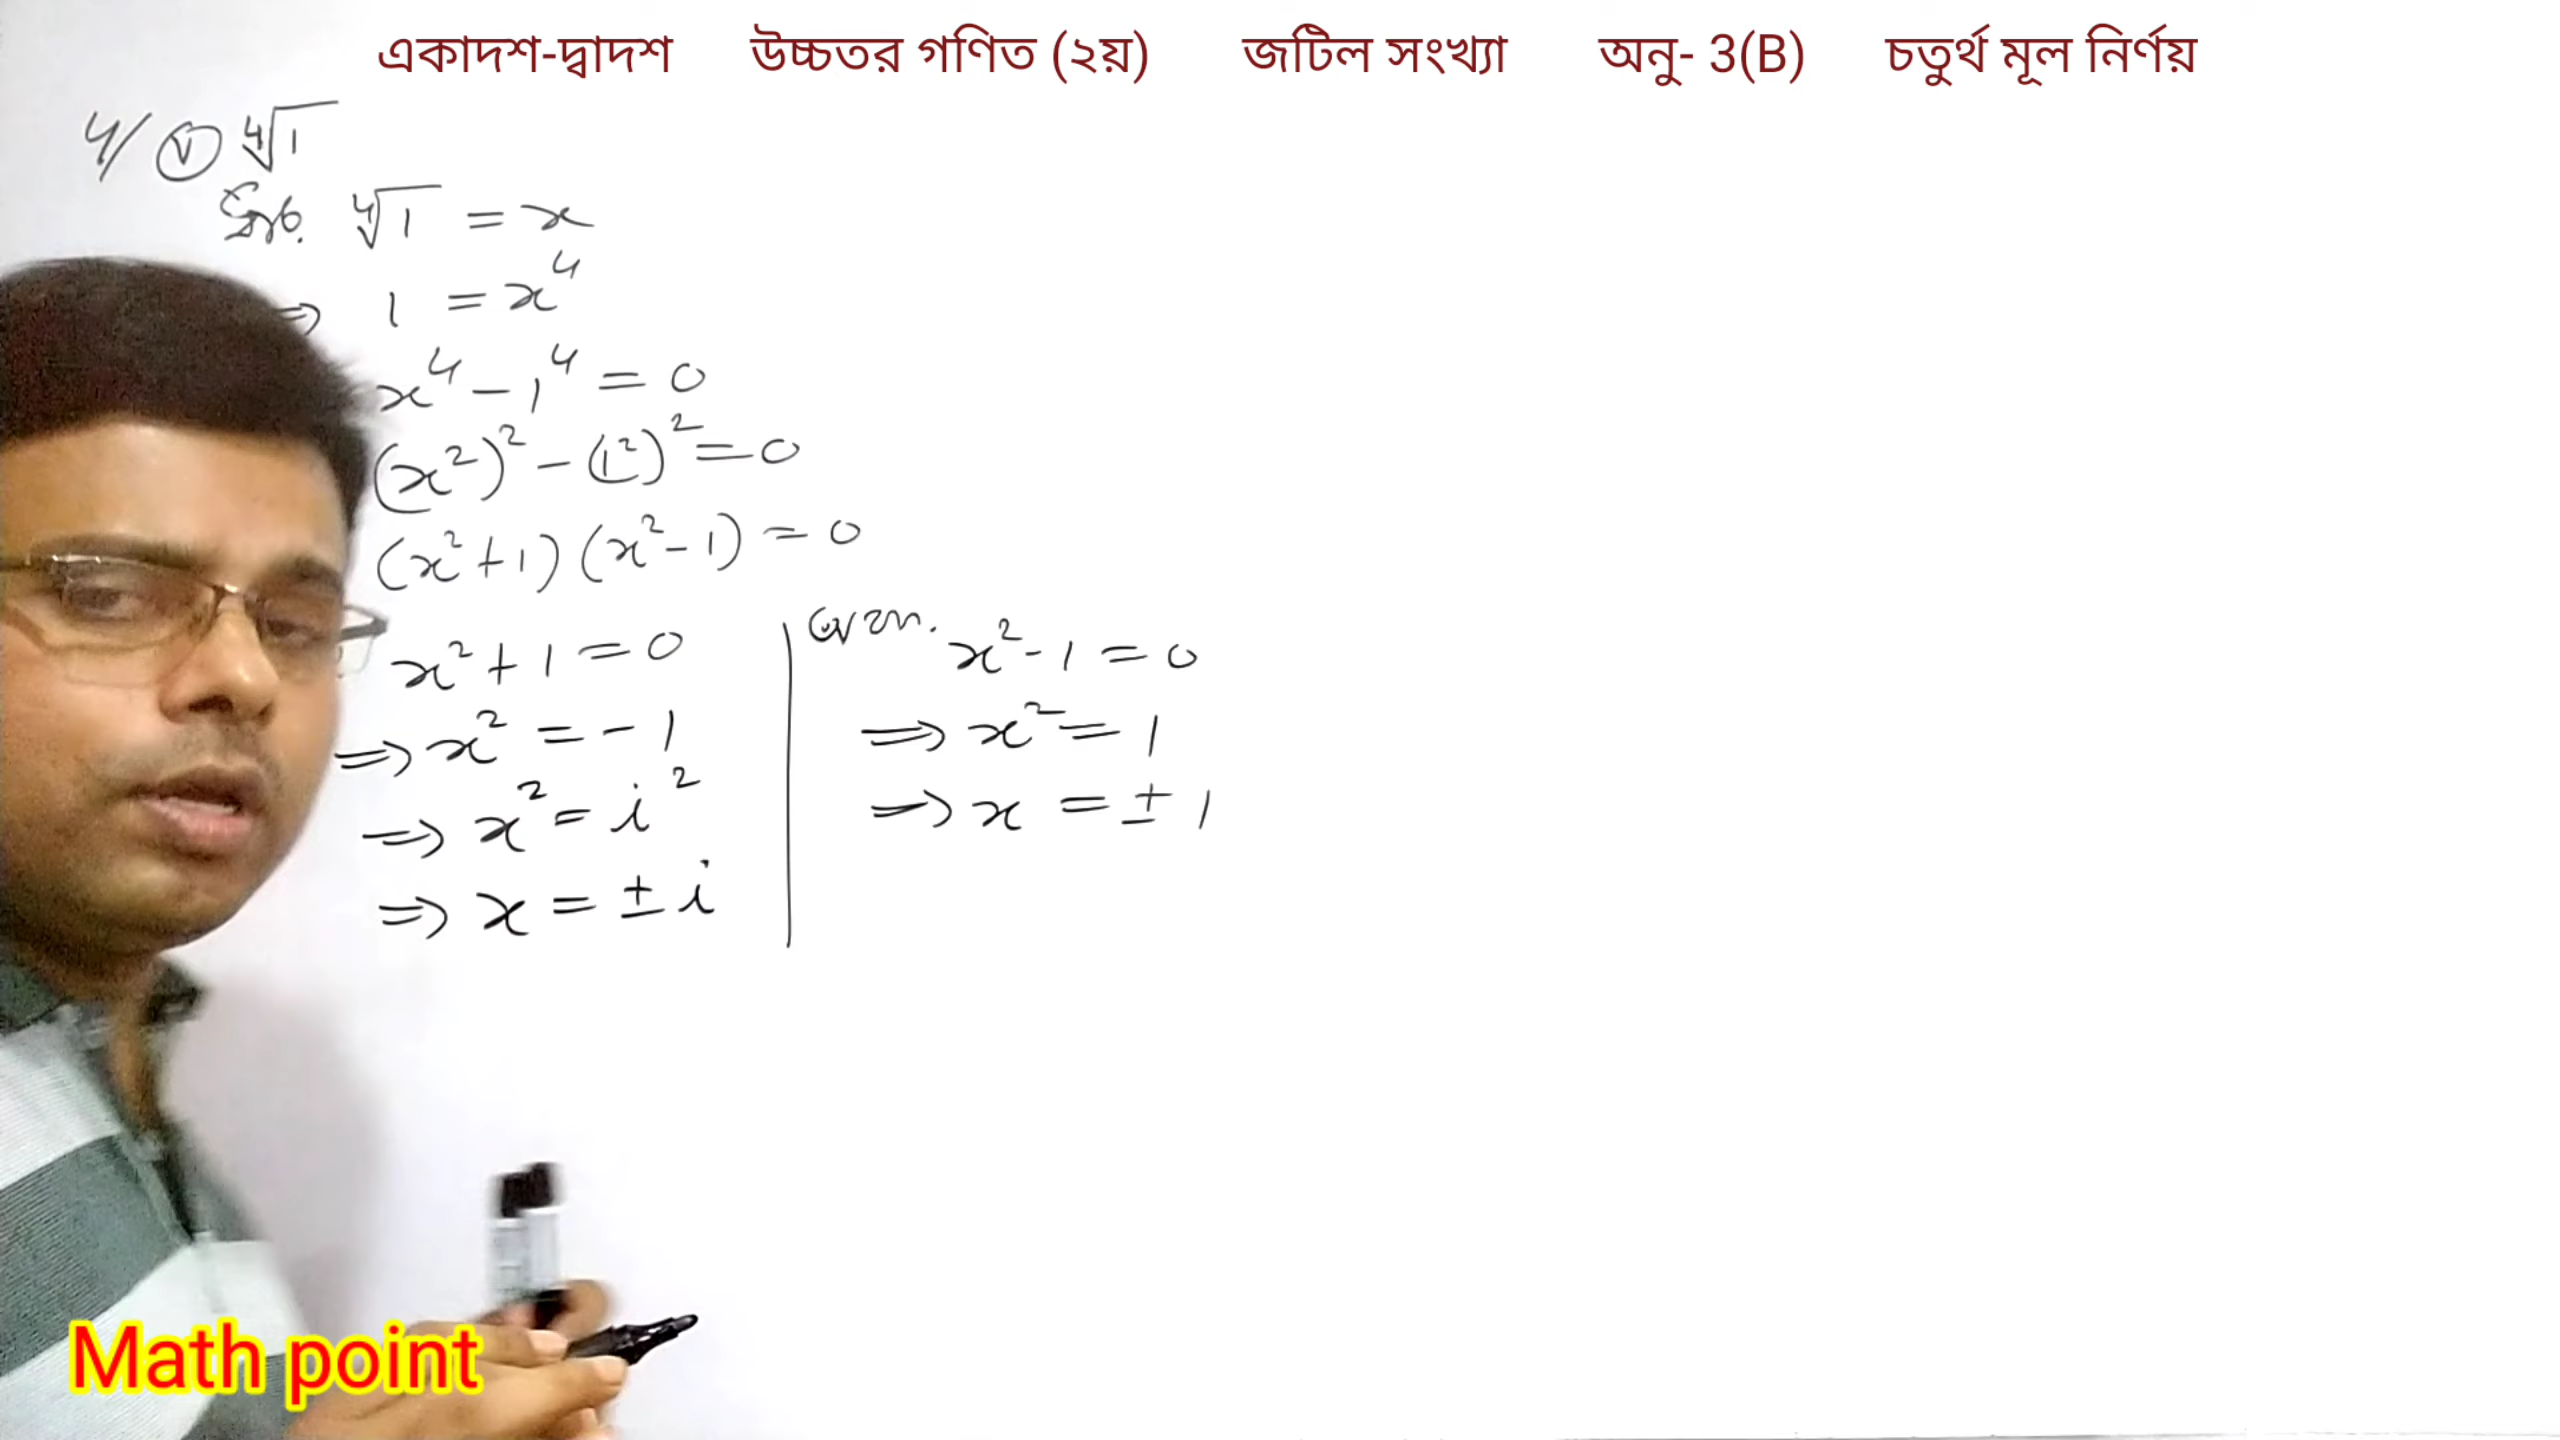 একাদশ-দ্বাদশ উচ্চতর গণিত (২য়) জটিল সংখ্যা অনু- 3(B) চতুর্থ মূল নির্ণয়
4/ ⓥ ∜1
∜1 = x
⇒ 1 = x⁴
x⁴ - 1⁴ = 0
(x²)² - (1²)² = 0
(x²+1) (x²-1) = 0
x² + 1 = 0
⇒ x² = - 1
⇒ x² = i²
⇒ x = ± i
অথবা, x² - 1 = 0
⇒ x² = 1
⇒ x = ± 1
Math point